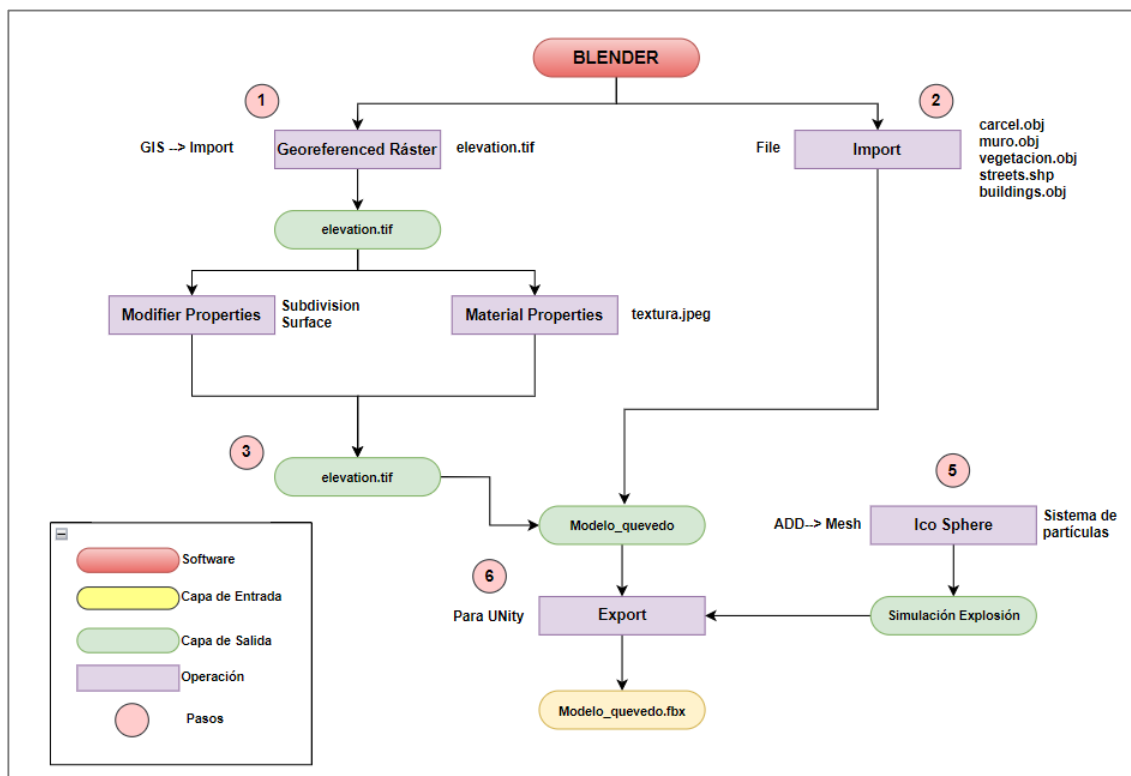 BLENDER
1
2
GIS --> Import
Georeferenced Ráster
elevation.tif
File
Import
carcel.obj
muro.obj
vegetacion.obj
streets.shp
buildings.obj
elevation.tif
Modifier Properties
Subdivision
Surface
Material Properties
textura.jpeg
3
elevation.tif
5
Modelo_quevedo
ADD--> Mesh
Ico Sphere
Sistema de
partículas
6
Para UNity
Export
Simulación Explosión
Modelo_quevedo.fbx
Software
Capa de Entrada
Capa de Salida
Operación
Pasos